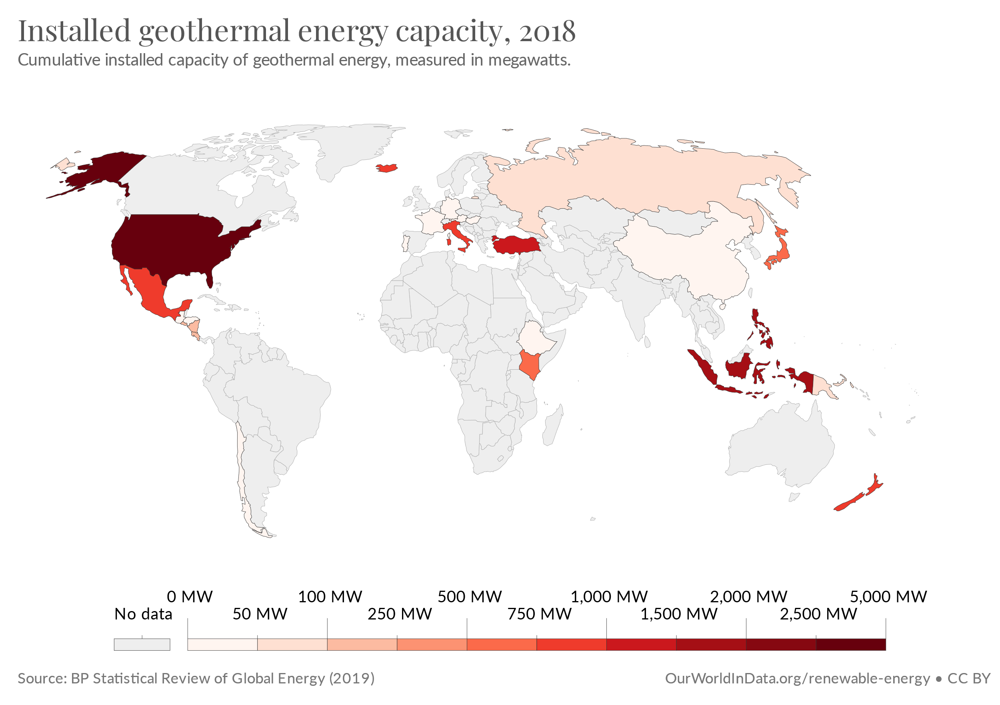 Installed geothermal energy capacity, 2018
Cumulative installed capacity of geothermal energy, measured in megawatts.
0 MW 100 MW 500 MW 1,000 MW 2,000 MW 5,000 MW
No data 50 MW 250 MW 750 MW 1,500 MW 2,500 MW
Source: BP Statistical Review of Global Energy (2019) OurWorldInData.org/renewable-energy • CC BY